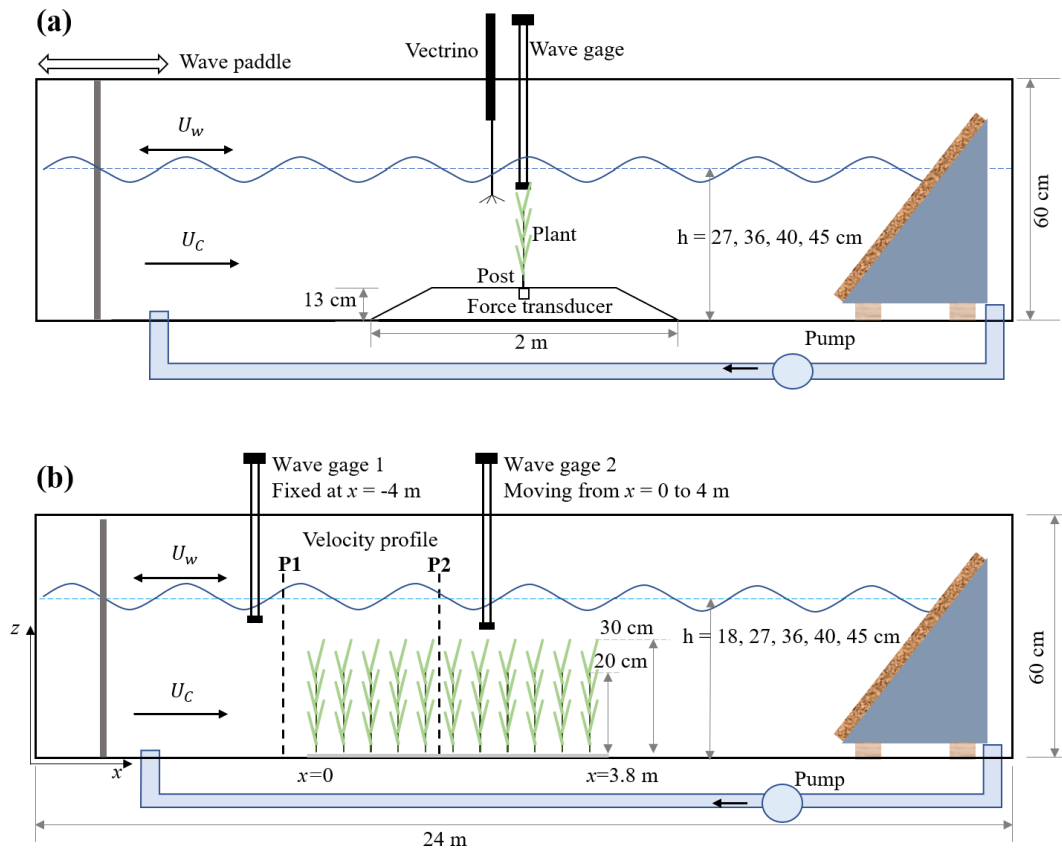 (a)
Vectrino
Wave gage
Wave paddle
U_w
60 cm
U_C
Plant
h = 27, 36, 40, 45 cm
Post
13 cm
Force transducer
2 m
Pump
(b)
Wave gage 1
Fixed at x = -4 m
Wave gage 2
Moving from x = 0 to 4 m
U_w
Velocity profile
P1
P2
z
30 cm
h = 18, 27, 36, 40, 45 cm
20 cm
60 cm
U_C
x
x=0
x=3.8 m
Pump
24 m